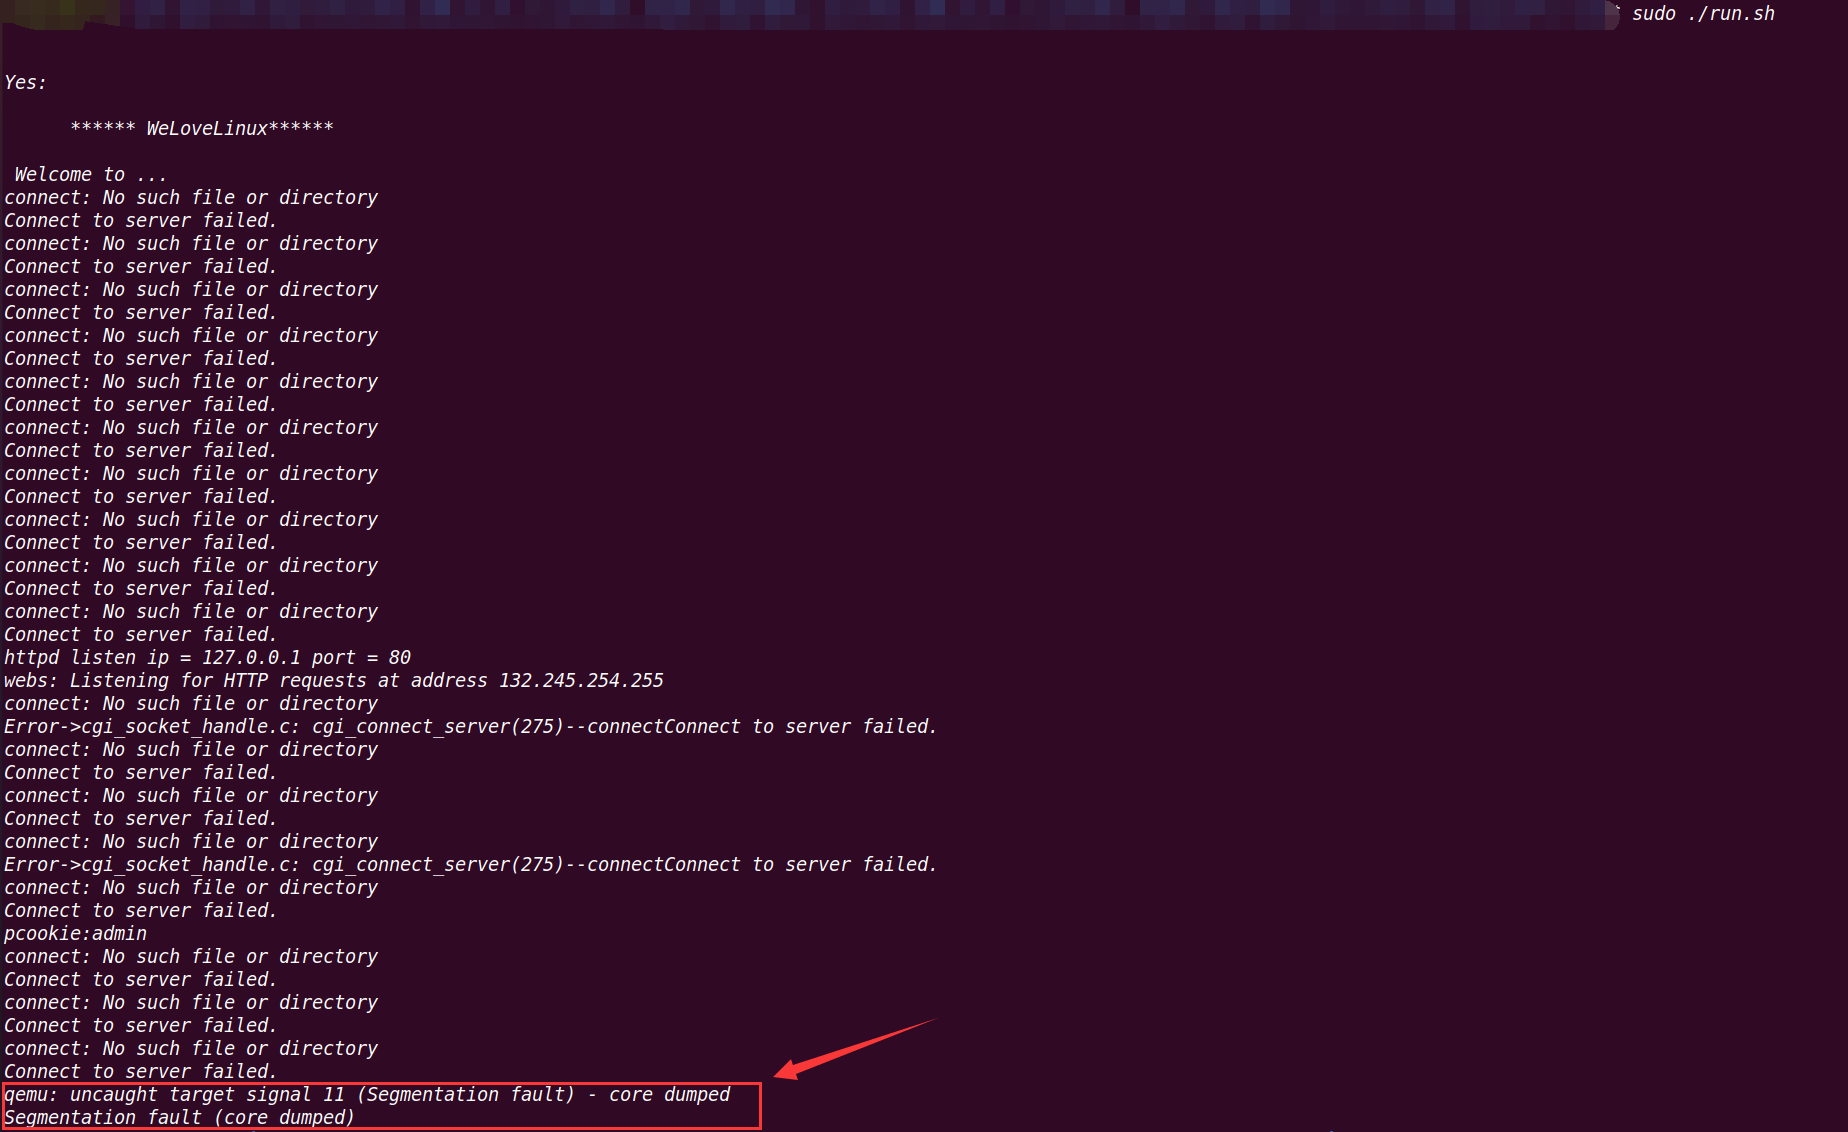 sudo ./run.sh
Yes:
****** WeLoveLinux******
Welcome to ...
connect: No such file or directory
Connect to server failed.
connect: No such file or directory
Connect to server failed.
connect: No such file or directory
Connect to server failed.
connect: No such file or directory
Connect to server failed.
connect: No such file or directory
Connect to server failed.
connect: No such file or directory
Connect to server failed.
connect: No such file or directory
Connect to server failed.
connect: No such file or directory
Connect to server failed.
connect: No such file or directory
Connect to server failed.
connect: No such file or directory
Connect to server failed.
httpd listen ip = 127.0.0.1 port = 80
webs: Listening for HTTP requests at address 132.245.254.255
connect: No such file or directory
Error->cgi_socket_handle.c: cgi_connect_server(275)--connectConnect to server failed.
connect: No such file or directory
Connect to server failed.
connect: No such file or directory
Connect to server failed.
connect: No such file or directory
Error->cgi_socket_handle.c: cgi_connect_server(275)--connectConnect to server failed.
connect: No such file or directory
Connect to server failed.
pcookie:admin
connect: No such file or directory
Connect to server failed.
connect: No such file or directory
Connect to server failed.
connect: No such file or directory
Connect to server failed.
qemu: uncaught target signal 11 (Segmentation fault) - core dumped
Segmentation fault (core dumped)